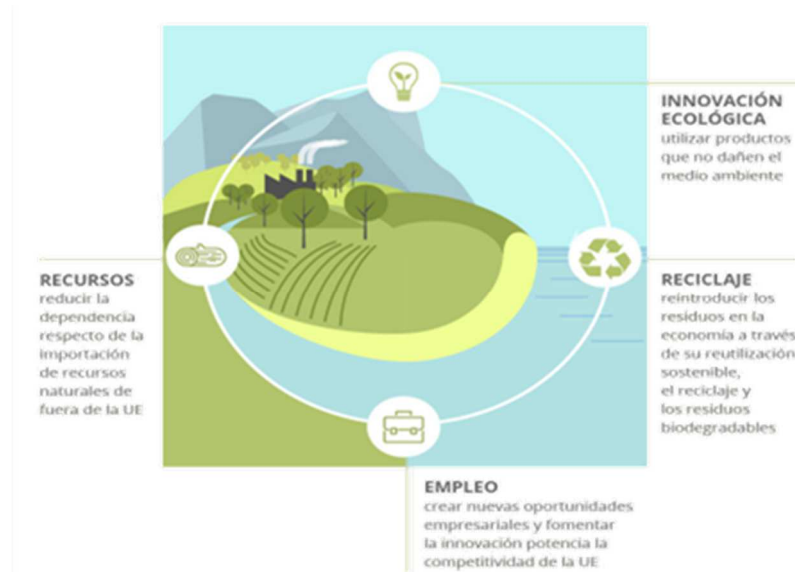 INNOVACIÓN
ECOLÓGICA
utilizar productos
que no dañen el
medio ambiente
RECURSOS
reducir la
dependencia
respecto de la
importación
de recursos
naturales de
fuera de la UE
RECICLAJE
reintroducir los
residuos en la
economía a través
de su reutilización
sostenible,
el reciclaje y
los residuos
biodegradables
EMPLEO
crear nuevas oportunidades
empresariales y fomentar
la innovación potencia la
competitividad de la UE